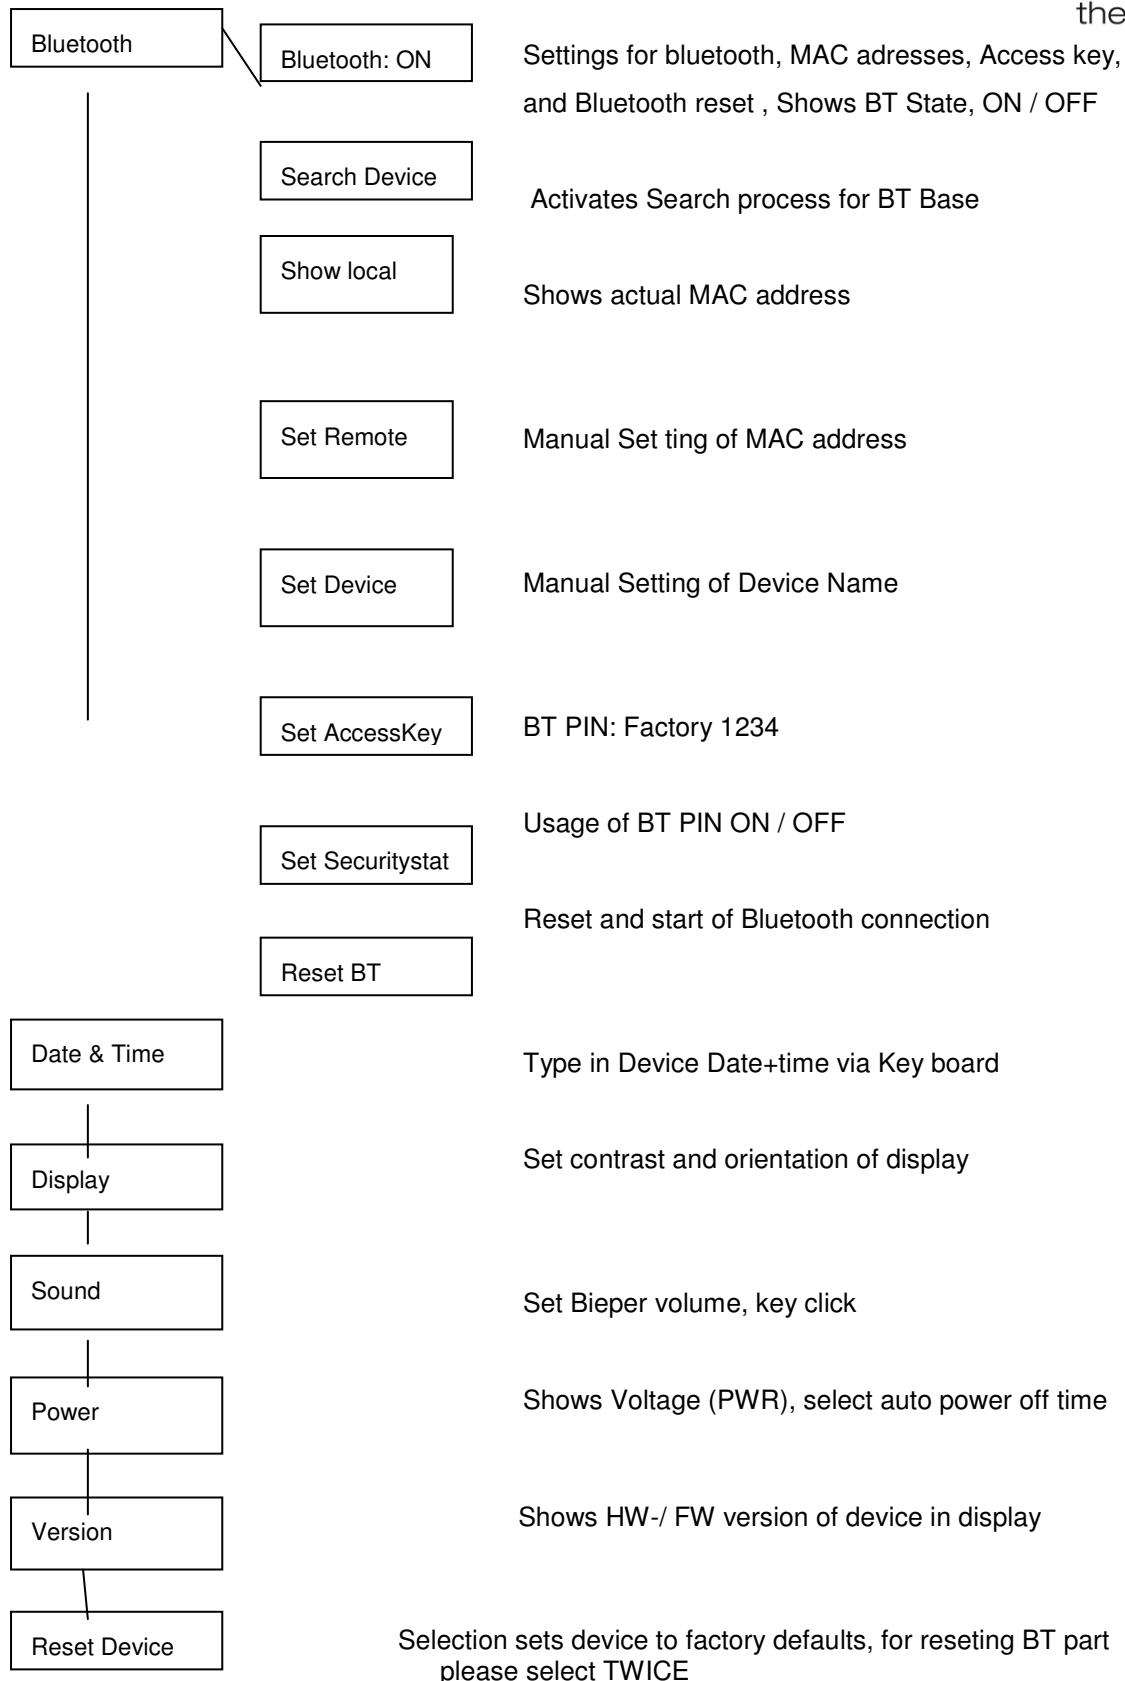 the
Bluetooth
Bluetooth: ON
Settings for bluetooth, MAC adresses, Access key,
and Bluetooth reset , Shows BT State, ON / OFF
Search Device
Activates Search process for BT Base
Show local
Shows actual MAC address
Set Remote
Manual Set ting of MAC address
Set Device
Manual Setting of Device Name
Set AccessKey
BT PIN: Factory 1234
Usage of BT PIN ON / OFF
Set Securitystat
Reset and start of Bluetooth connection
Reset BT
Date & Time
Type in Device Date+time via Key board
Display
Set contrast and orientation of display
Sound
Set Bieper volume, key click
Power
Shows Voltage (PWR), select auto power off time
Version
Shows HW-/ FW version of device in display
Reset Device
Selection sets device to factory defaults, for reseting BT part
please select TWICE